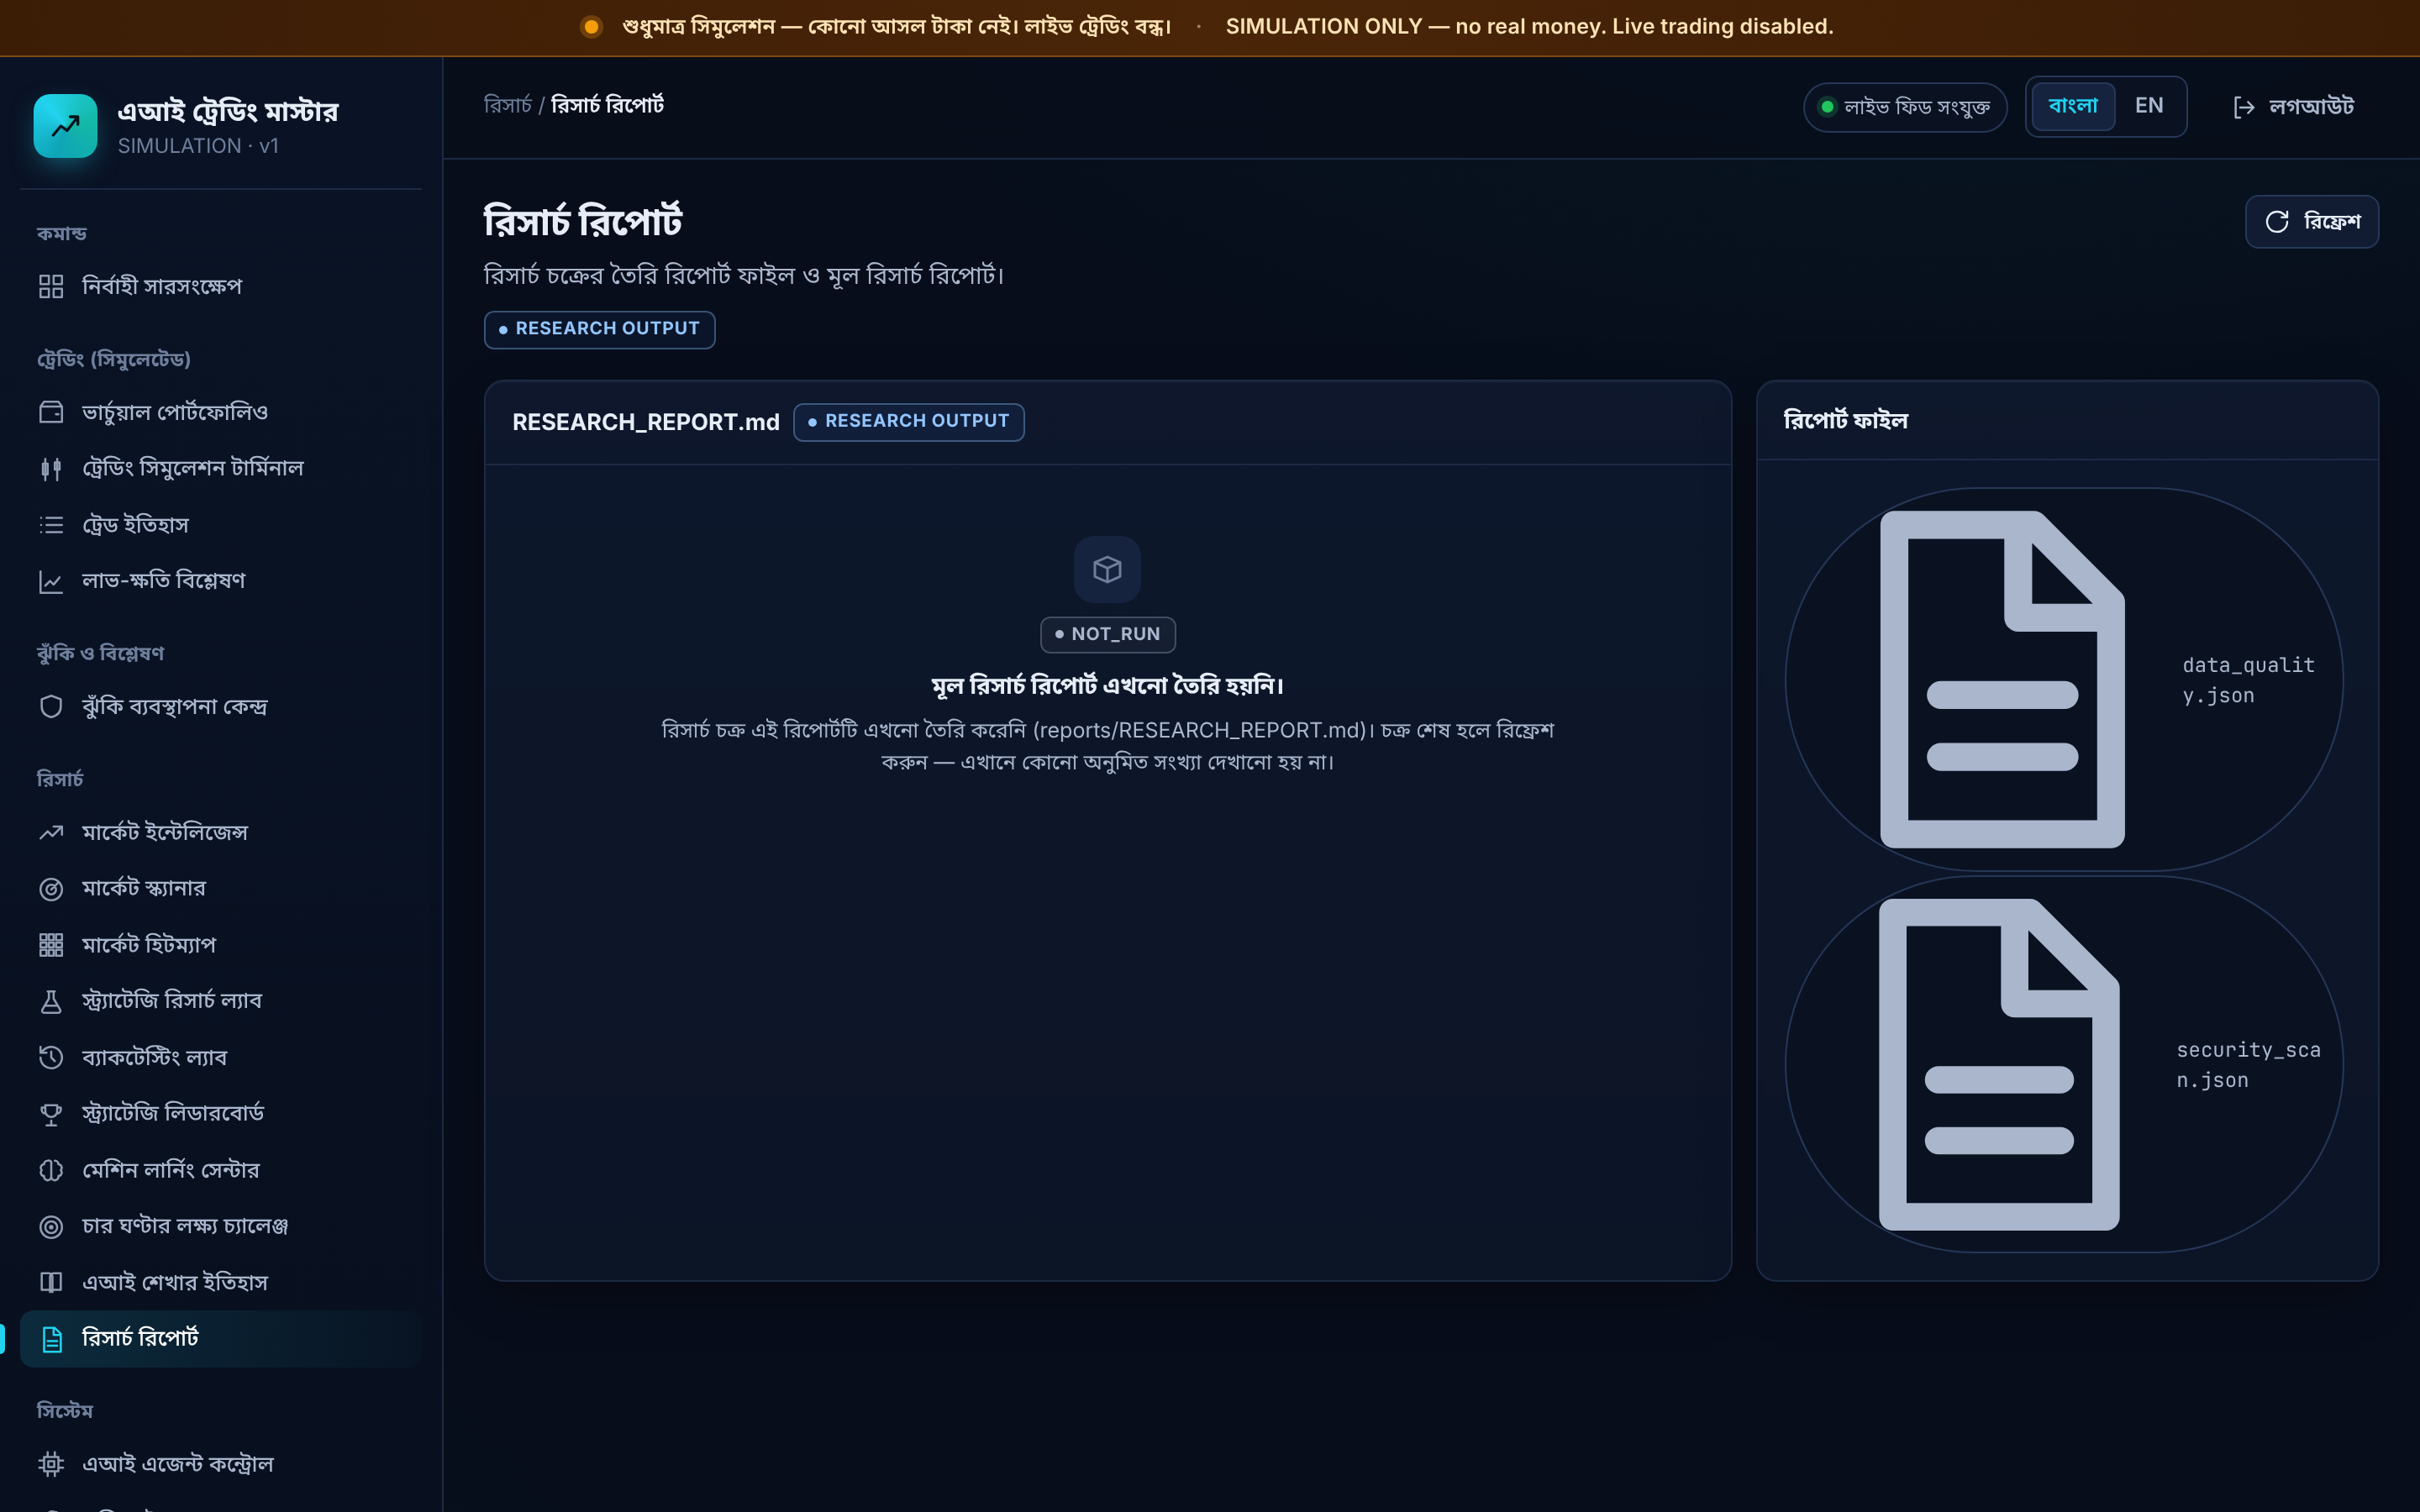 শুধুমাত্র সিমুলেশন — কোনো আসল টাকা নেই। লাইভ ট্রেডিং বন্ধ। · SIMULATION ONLY — no real money. Live trading disabled.
এআই ট্রেডিং মাস্টার
SIMULATION · v1
কমান্ড
নির্বাহী সারসংক্ষেপ
ট্রেডিং (সিমুলেটেড)
ভার্চুয়াল পোর্টফোলিও
ট্রেডিং সিমুলেশন টার্মিনাল
ট্রেড ইতিহাস
লাভ-ক্ষতি বিশ্লেষণ
ঝুঁকি ও বিশ্লেষণ
ঝুঁকি ব্যবস্থাপনা কেন্দ্র
রিসার্চ
মার্কেট ইন্টেলিজেন্স
মার্কেট স্ক্যানার
মার্কেট হিটম্যাপ
স্ট্র্যাটেজি রিসার্চ ল্যাব
ব্যাকটেস্টিং ল্যাব
স্ট্র্যাটেজি লিডারবোর্ড
মেশিন লার্নিং সেন্টার
চার ঘণ্টার লক্ষ্য চ্যালেঞ্জ
এআই শেখার ইতিহাস
রিসার্চ রিপোর্ট
সিস্টেম
এআই এজেন্ট কন্ট্রোল
রিসার্চ / রিসার্চ রিপোর্ট
লাইভ ফিড সংযুক্ত
বাংলা EN
লগআউট
রিসার্চ রিপোর্ট
রিফ্রেশ
রিসার্চ চক্রের তৈরি রিপোর্ট ফাইল ও মূল রিসার্চ রিপোর্ট।
RESEARCH OUTPUT
RESEARCH_REPORT.md RESEARCH OUTPUT
NOT_RUN
মূল রিসার্চ রিপোর্ট এখনো তৈরি হয়নি।
রিসার্চ চক্র এই রিপোর্টটি এখনো তৈরি করেনি (reports/RESEARCH_REPORT.md)। চক্র শেষ হলে রিফ্রেশ
করুন — এখানে কোনো অনুমিত সংখ্যা দেখানো হয় না।
রিপোর্ট ফাইল
data_qualit
y.json
security_sca
n.json